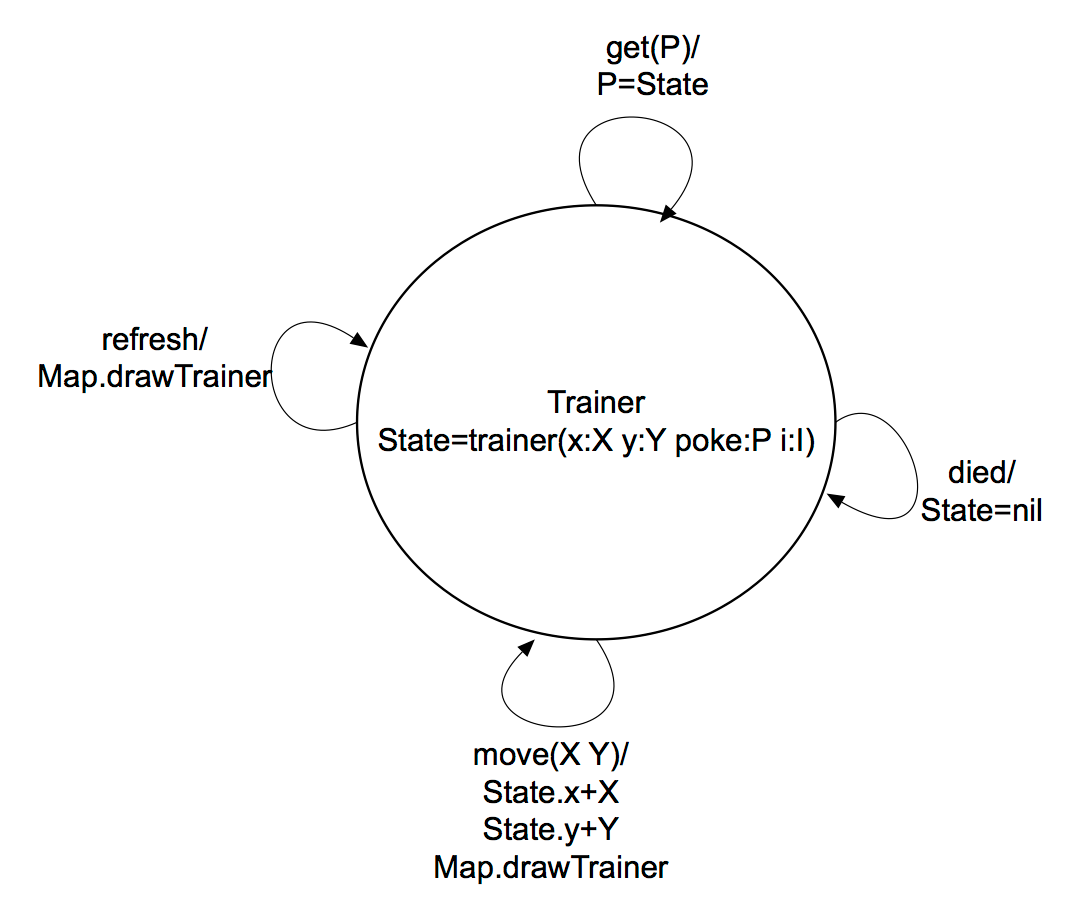 get(P)/
P=State
refresh/
Map.drawTrainer
Trainer
State=trainer(x:X y:Y poke:P i:I)
died/
State=nil
move(X Y)/
State.x+X
State.y+Y
Map.drawTrainer